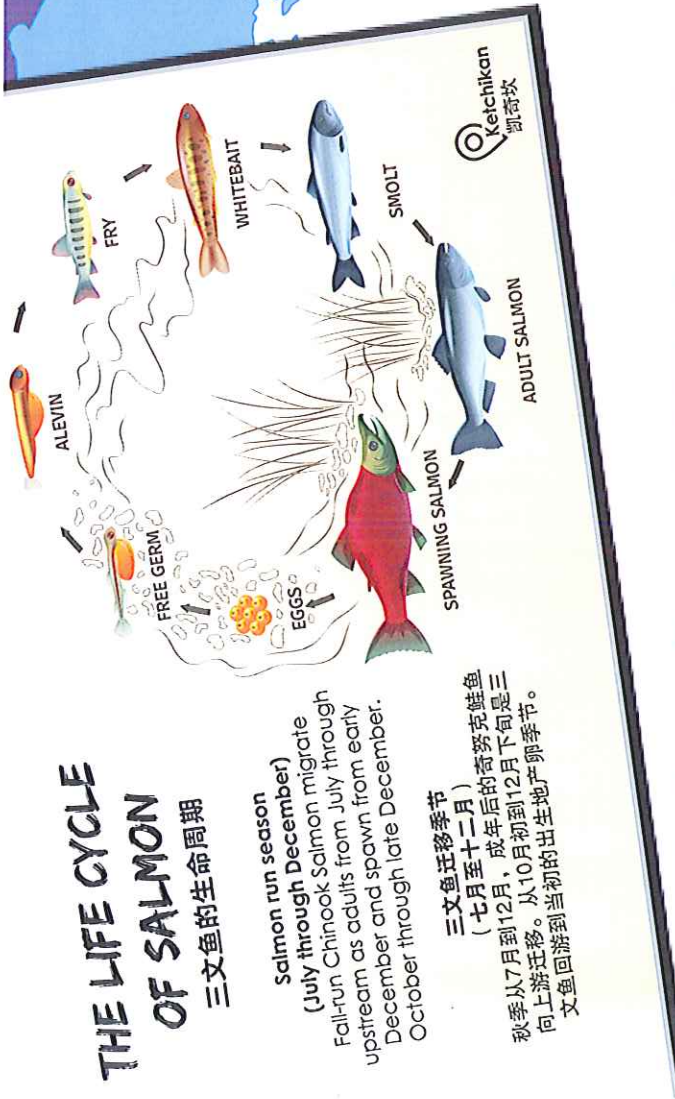 THE LIFE CYCLE
OF SALMON
三文鱼的生命周期
Salmon run season
(July through December)
Fall-run Chinook Salmon migrate
upstream as adults from July through
December and spawn from early
October through late December.
三文鱼迁移季节
(七月至十二月)
秋季从7月到12月，成年后的奇努克鲑鱼
向上游迁移。从10月初到12月下旬是三
文鱼回游到当初的出生地产卵季节。
EGGS
FREE GERM
ALEVIN
FRY
WHITEBAIT
SMOLT
ADULT SALMON
SPAWNING SALMON
Ketchikan
凯奇坎